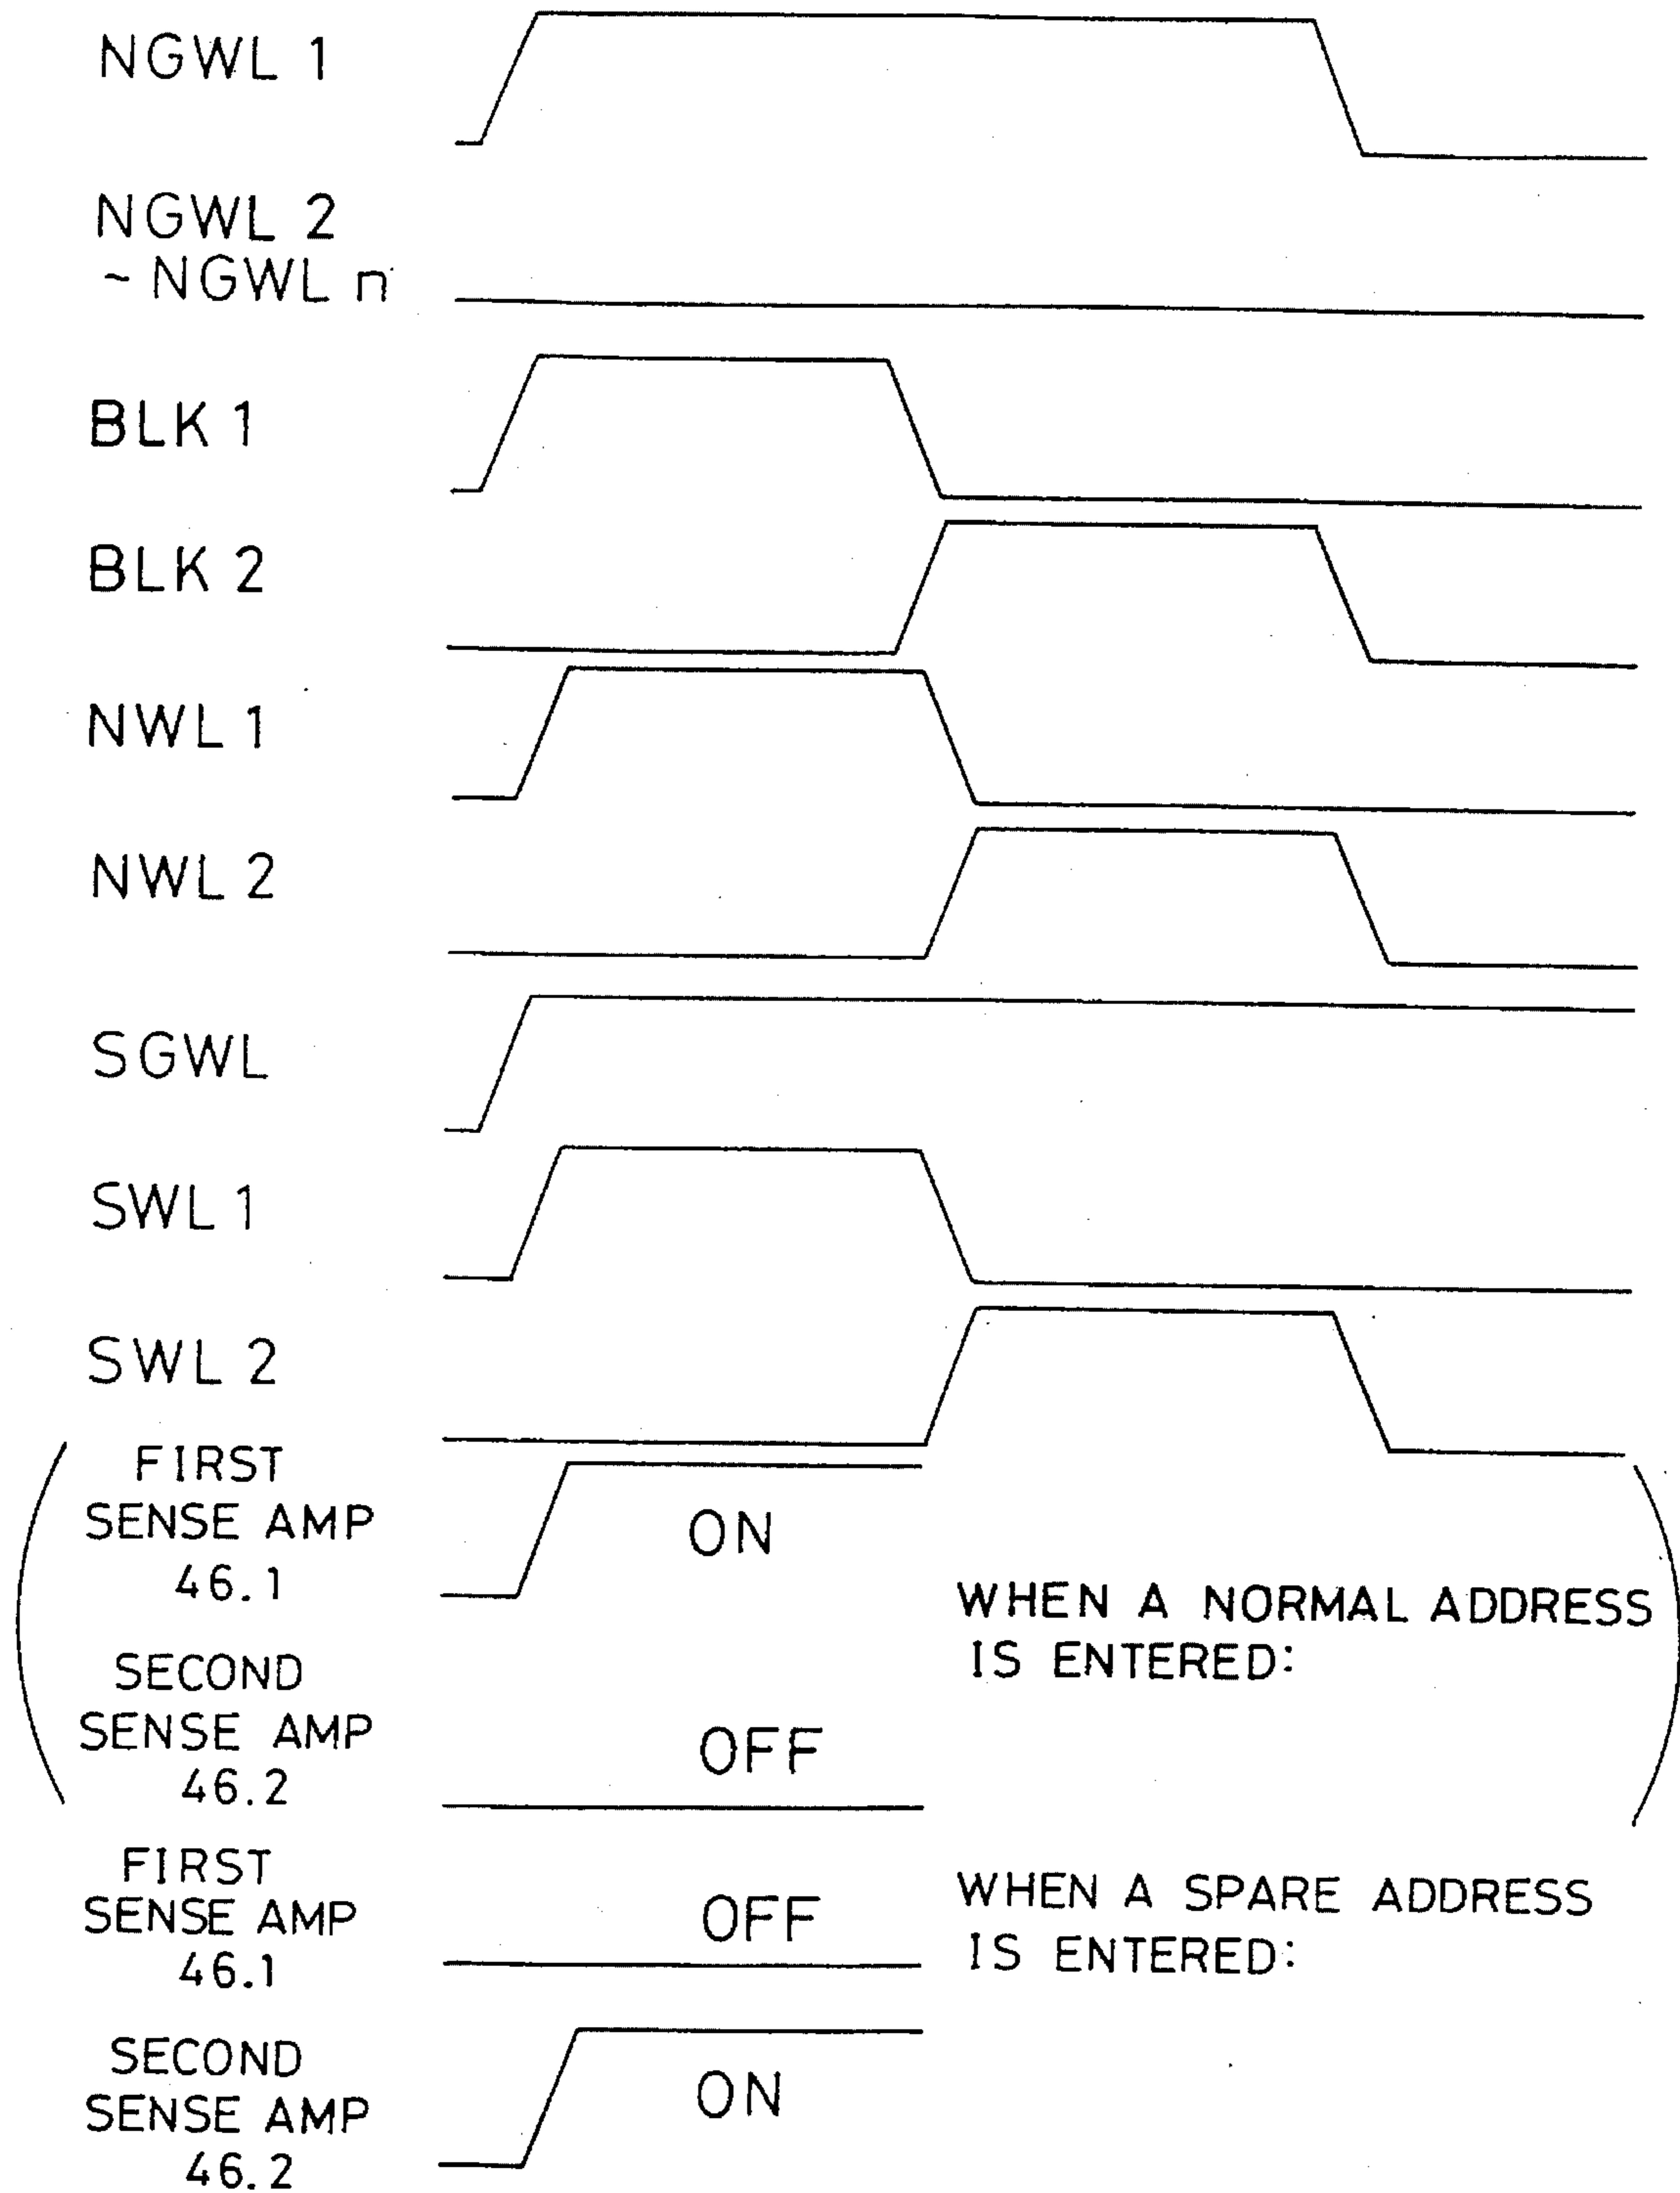 NGWL 1
NGWL 2
~ NGWL n
BLK 1
BLK 2
NWL 1
NWL 2
SGWL
SWL 1
SWL 2
FIRST
SENSE AMP
46.1
ON
WHEN A NORMAL ADDRESS
IS ENTERED:
SECOND
SENSE AMP
46.2
OFF
FIRST
SENSE AMP
46.1
OFF
WHEN A SPARE ADDRESS
IS ENTERED:
SECOND
SENSE AMP
46.2
ON